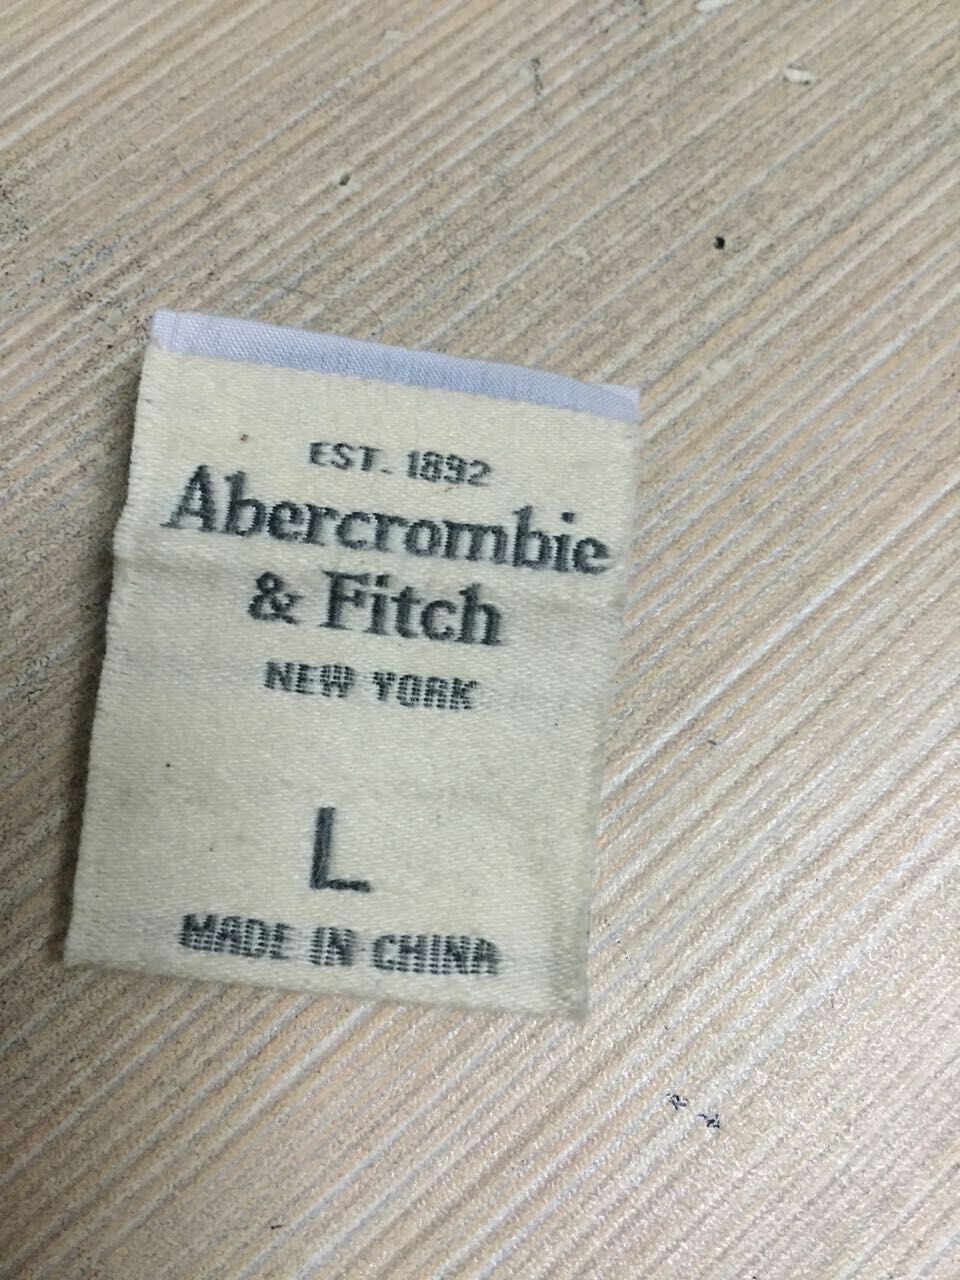 EST. 1892
Abercrombie
& Fitch
NEW YORK
L
MADE IN CHINA